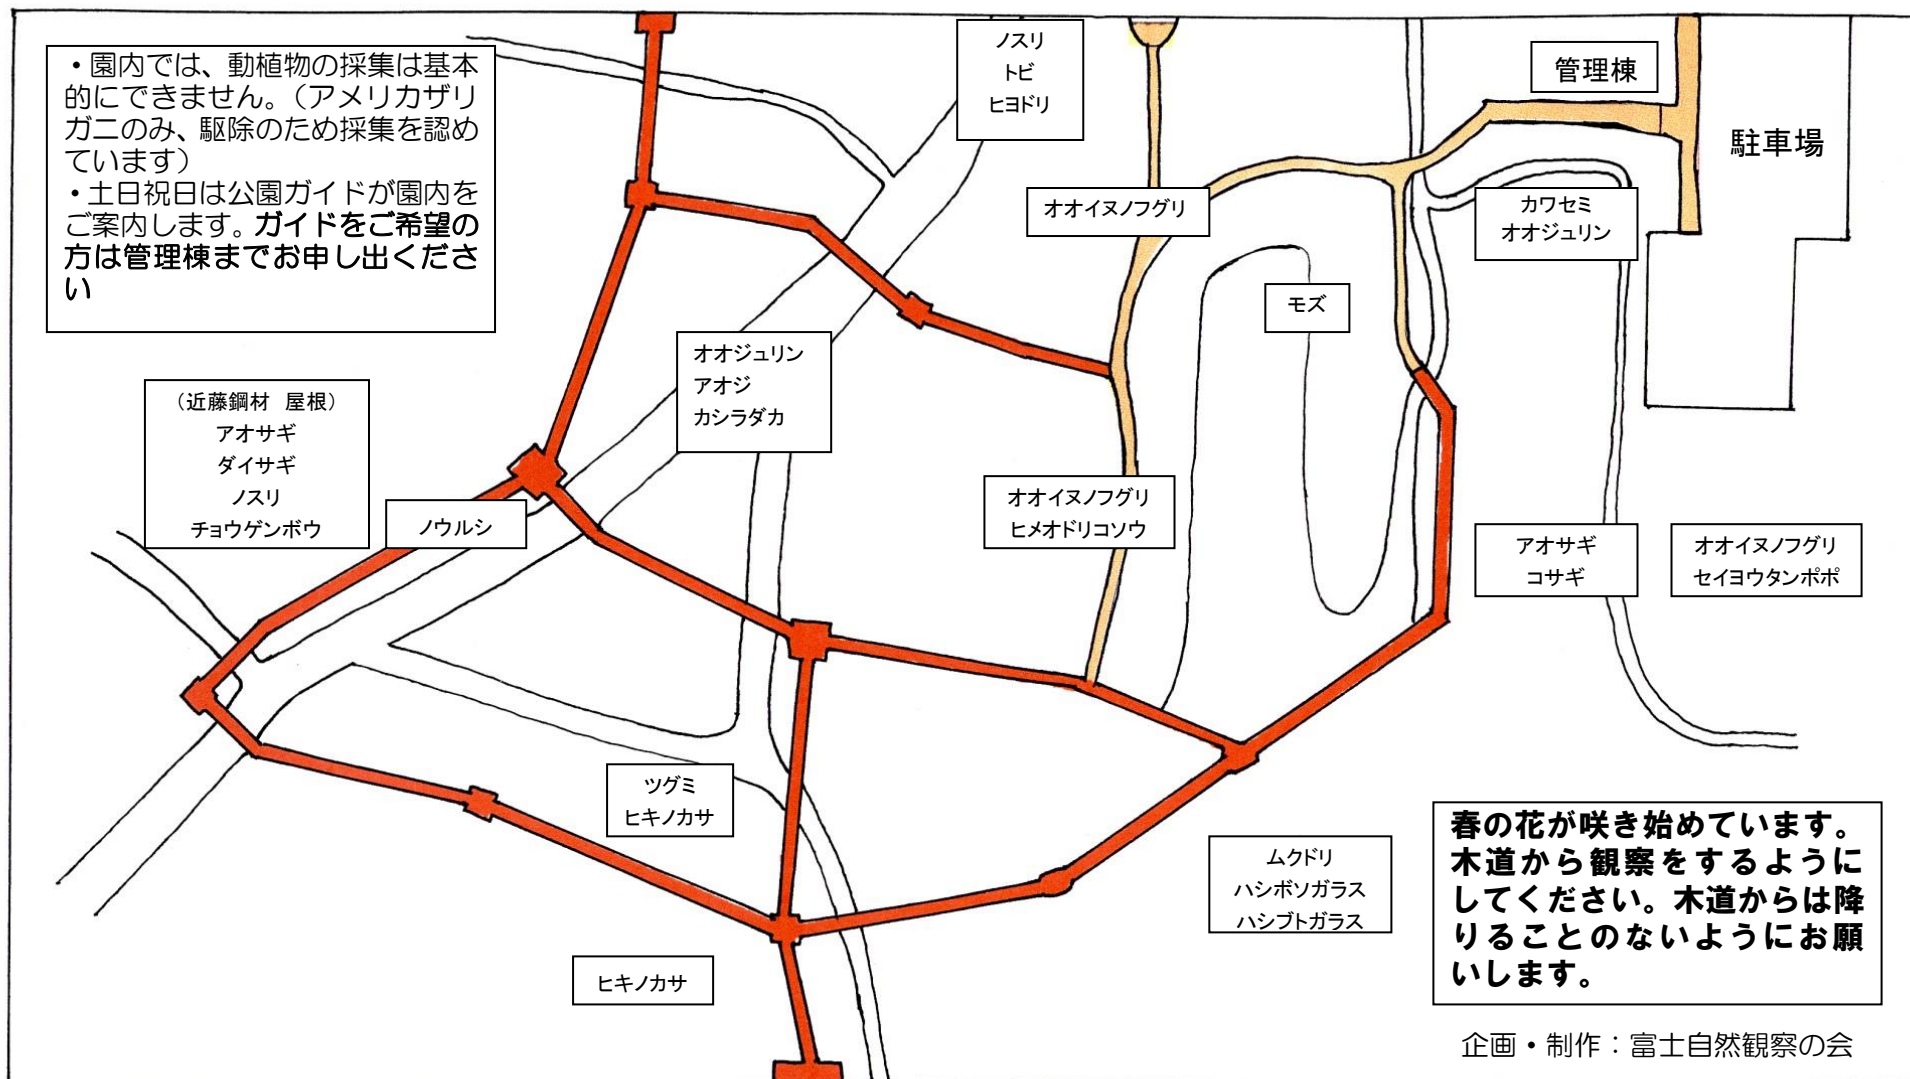 ・園内では、動植物の採集は基本
的にできません。（アメリカザリ
ガニのみ、駆除のため採集を認め
ています）
・土日祝日は公園ガイドが園内を
ご案内します。ガイドをご希望の
方は管理棟までお申し出くださ
い
ノスリ
トビ
ヒヨドリ
管理棟
駐車場
オオイヌノフグリ
カワセミ
オオジュリン
モズ
オオジュリン
アオジ
カシラダカ
（近藤鋼材　屋根）
アオサギ
ダイサギ
ノスリ
チョウゲンボウ
ノウルシ
オオイヌノフグリ
ヒメオドリコソウ
アオサギ
コサギ
オオイヌノフグリ
セイヨウタンポポ
ツグミ
ヒキノカサ
ムクドリ
ハシボソガラス
ハシブトガラス
春の花が咲き始めています。
木道から観察をするように
してください。木道からは降
りることのないようにお願
いします。
ヒキノカサ
企画・制作：富士自然観察の会